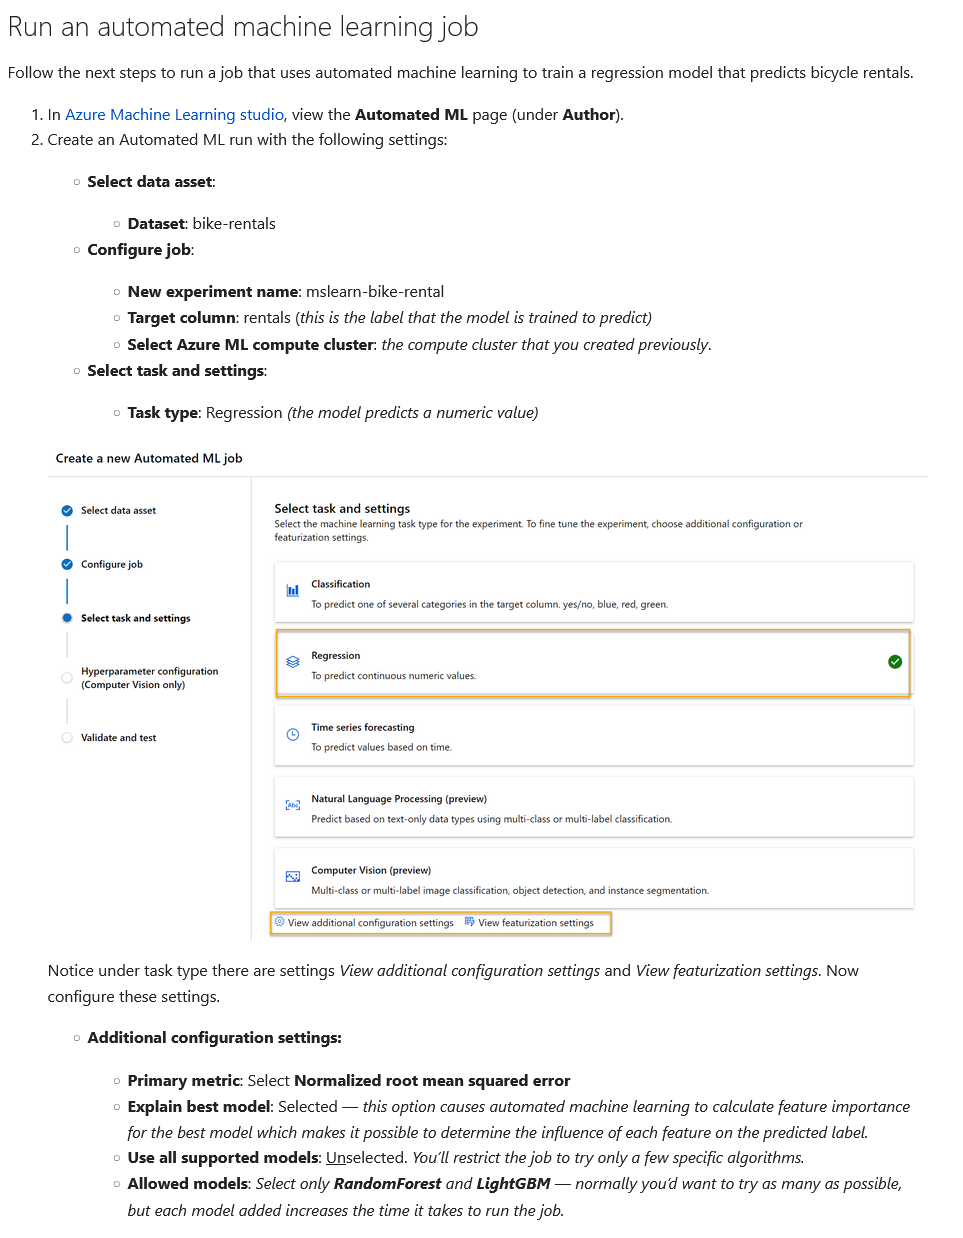 Run an automated machine learning job
Follow the next steps to run a job that uses automated machine learning to train a regression model that predicts bicycle rentals.
1. In Azure Machine Learning studio, view the Automated ML page (under Author).
2. Create an Automated ML run with the following settings:
Select data asset:
Dataset: bike-rentals
Configure job:
New experiment name: mslearn-bike-rental
Target column: rentals (this is the label that the model is trained to predict)
Select Azure ML compute cluster: the compute cluster that you created previously.
Select task and settings:
Task type: Regression (the model predicts a numeric value)
Create a new Automated ML job
Select data asset
Configure job
Select task and settings
Hyperparameter configuration
(Computer Vision only)
Validate and test
Select task and settings
Select the machine learning task type for the experiment. To fine tune the experiment, choose additional configuration or
featurization settings.
Classification
To predict one of several categories in the target column. yes/no, blue, red, green.
Regression
To predict continuous numeric values.
Time series forecasting
To predict values based on time.
Abc
Natural Language Processing (preview)
Predict based on text-only data types using multi-class or multi-label classification.
Computer Vision (preview)
Multi-class or multi-label image classification, object detection, and instance segmentation.
View additional configuration settings View featurization settings
Notice under task type there are settings View additional configuration settings and View featurization settings. Now
configure these settings.
Additional configuration settings:
Primary metric: Select Normalized root mean squared error
Explain best model: Selected — this option causes automated machine learning to calculate feature importance
for the best model which makes it possible to determine the influence of each feature on the predicted label.
Use all supported models: Unselected. You'll restrict the job to try only a few specific algorithms.
Allowed models: Select only RandomForest and LightGBM — normally you'd want to try as many as possible,
but each model added increases the time it takes to run the job.